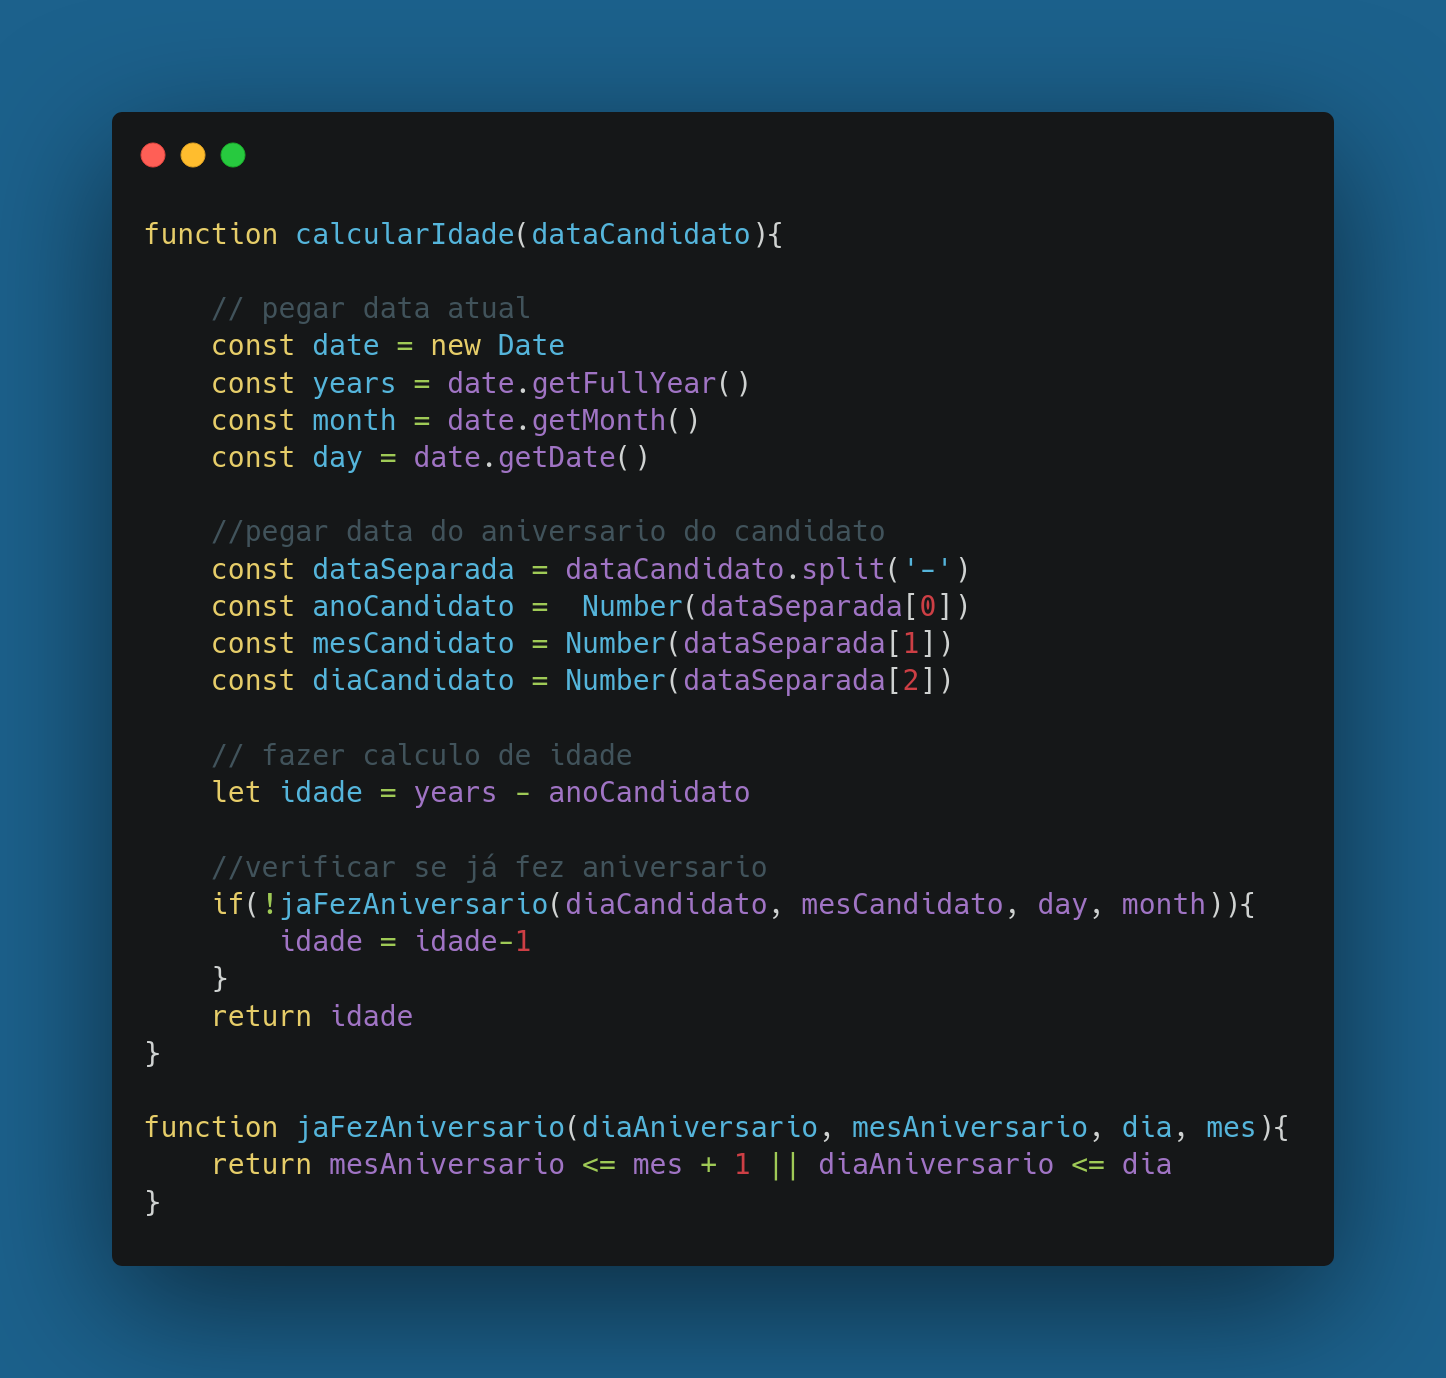 function calcularIdade(dataCandidato){
    // pegar data atual
    const date = new Date
    const years = date.getFullYear()
    const month = date.getMonth()
    const day = date.getDate()
    //pegar data do aniversario do candidato
    const dataSeparada = dataCandidato.split('-')
    const anoCandidato =  Number(dataSeparada[0])
    const mesCandidato = Number(dataSeparada[1])
    const diaCandidato = Number(dataSeparada[2])
    // fazer calculo de idade
    let idade = years - anoCandidato
    //verificar se já fez aniversario
    if(!jaFezAniversario(diaCandidato, mesCandidato, day, month)){
        idade = idade-1
    }
    return idade
}
function jaFezAniversario(diaAniversario, mesAniversario, dia, mes){
    return mesAniversario <= mes + 1 || diaAniversario <= dia
}